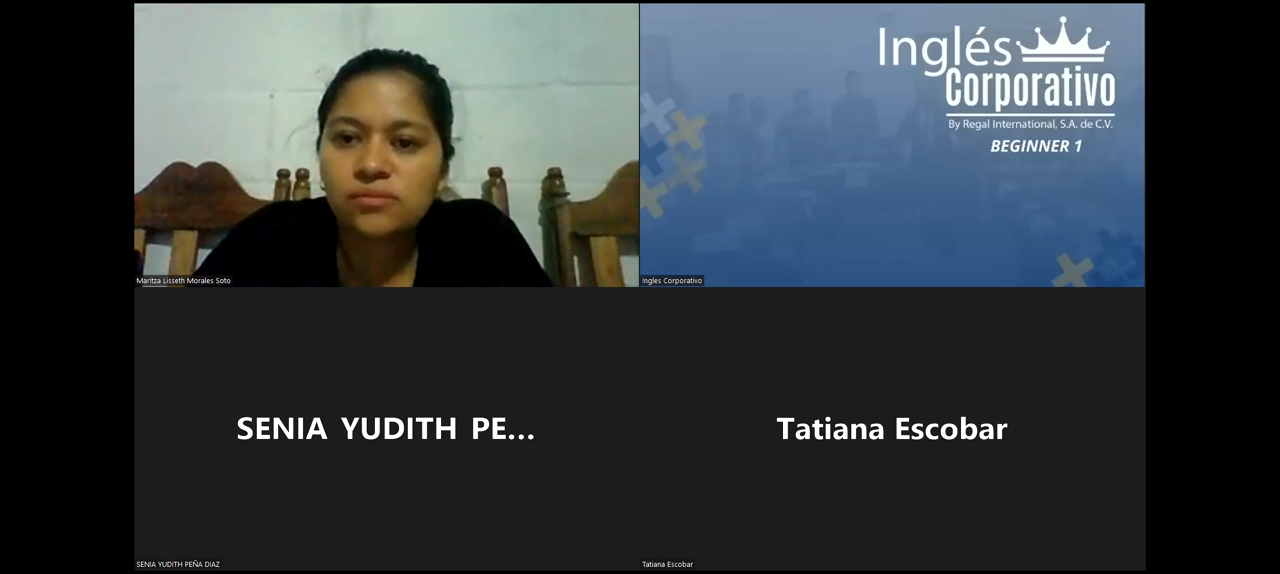 Inglés
Corporativo
By Regal International, S.A. de C.V.
BEGINNER 1
Maritza Lisseth Morales Soto
Ingles Corporativo
SENIA YUDITH PE...
Tatiana Escobar
SENIA YUDITH PEÑA DIAZ
Tatiana Escobar